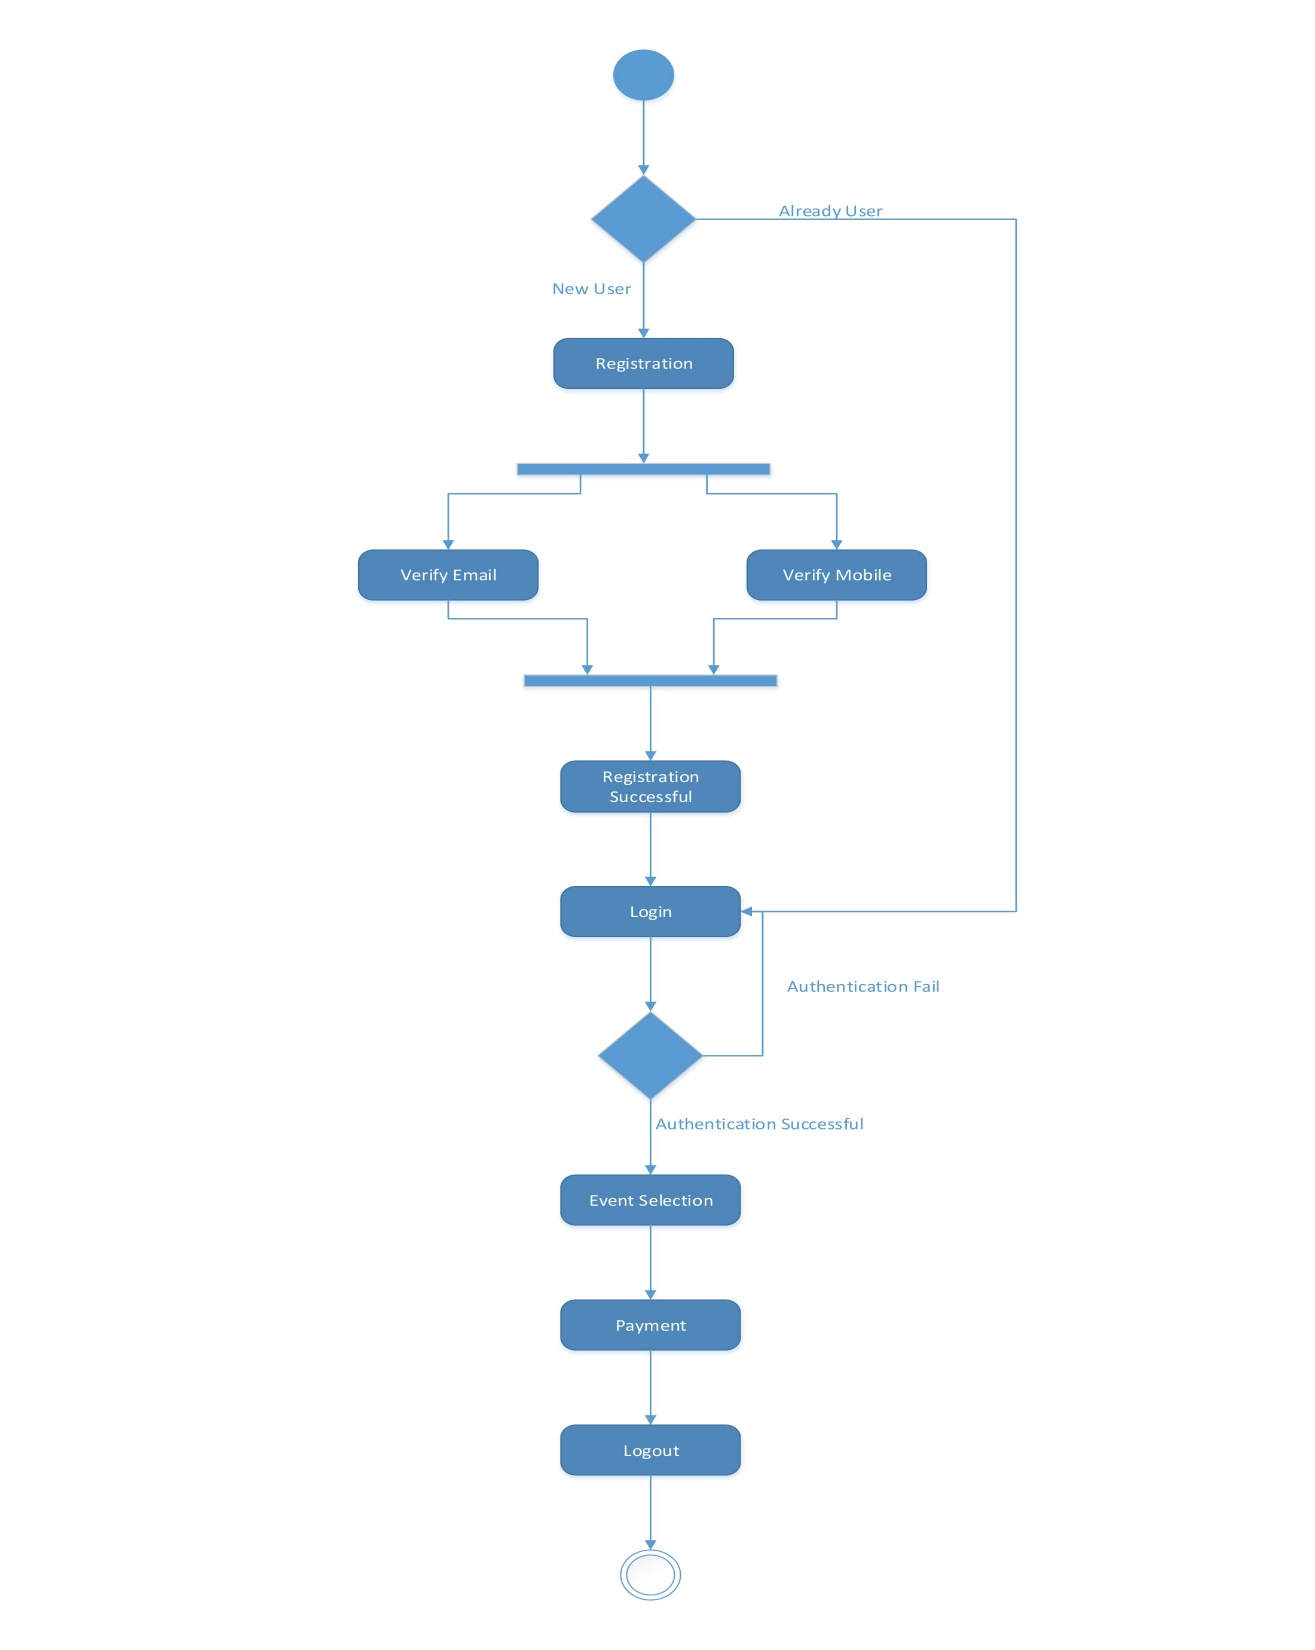 Already User
New User
Registration
Verify Email
Verify Mobile
Registration
Successful
Login
Authentication Fail
Authentication Successful
Event Selection
Payment
Logout